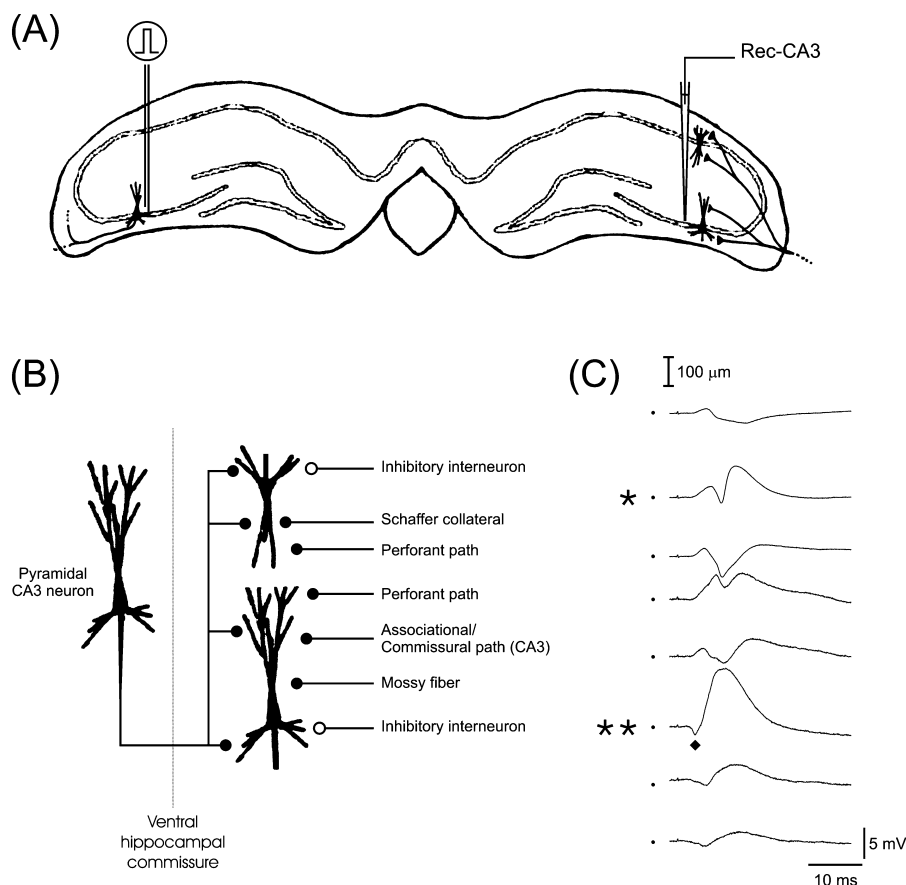 (A)
Rec-CA3
(B)
Pyramidal
CA3 neuron
Inhibitory interneuron
Schaffer collateral
Perforant path
Perforant path
Associational/
Commissural path (CA3)
Mossy fiber
Inhibitory interneuron
Ventral
hippocampal
commissure
(C)
100 μm
*
**
5 mV
10 ms